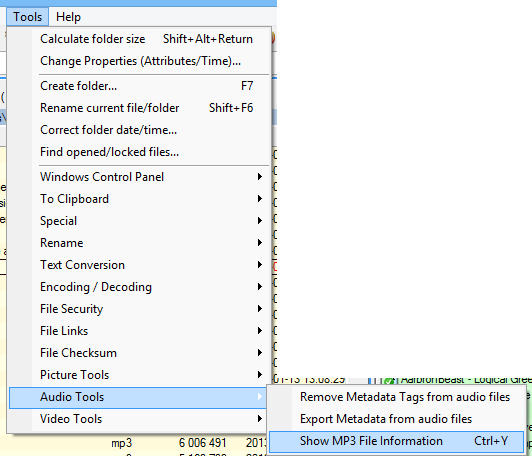 Tools Help
Calculate folder size Shift+Alt+Return
Change Properties (Attributes/Time)...
Create folder... F7
Rename current file/folder Shift+F6
Correct folder date/time...
Find opened/locked files...
Windows Control Panel
To Clipboard
Special
Rename
Text Conversion
Encoding / Decoding
File Security
File Links
File Checksum
Picture Tools
01-13 13:08:29 AarbronBeast - Logical Gree
Audio Tools
Remove Metadata Tags from audio files
Video Tools
Export Metadata from audio files
mp3 6 006 491 2013
Show MP3 File Information Ctrl+Y